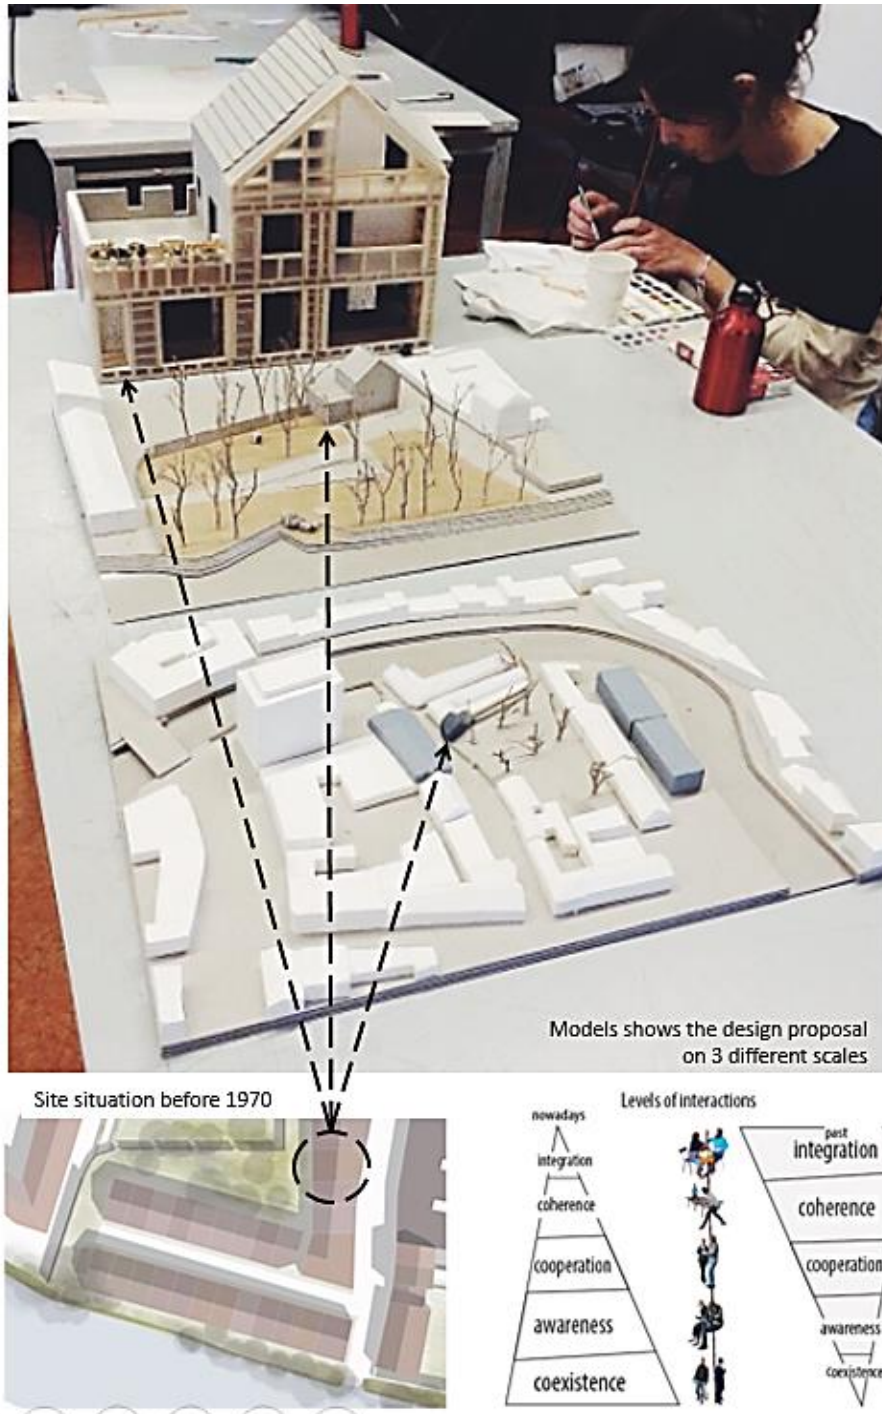 Models shows the design proposal
on 3 different scales
Site situation before 1970
Levels of interactions
nowadays
integration
coherence
cooperation
awareness
coexistence
past
integration
coherence
cooperation
awareness
coexistence